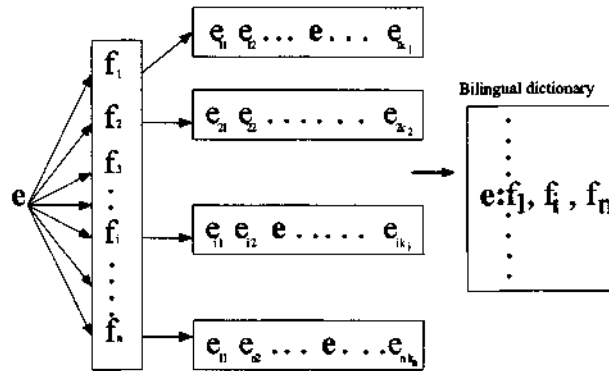 e
f₁
f₂
f₃
fᵢ
fₙ
e₁₁ e₁₂ ... e ... e₁ₖ₁
e₂₁ e₂₂ ...... e₂ₖ₂
eᵢ₁ eᵢ₂ e ..... eᵢₖᵢ
eₗ₁ eₙ₂ ... e ... eₙₖₙ
Bilingual dictionary
e:f₁, fᵢ , fₙ